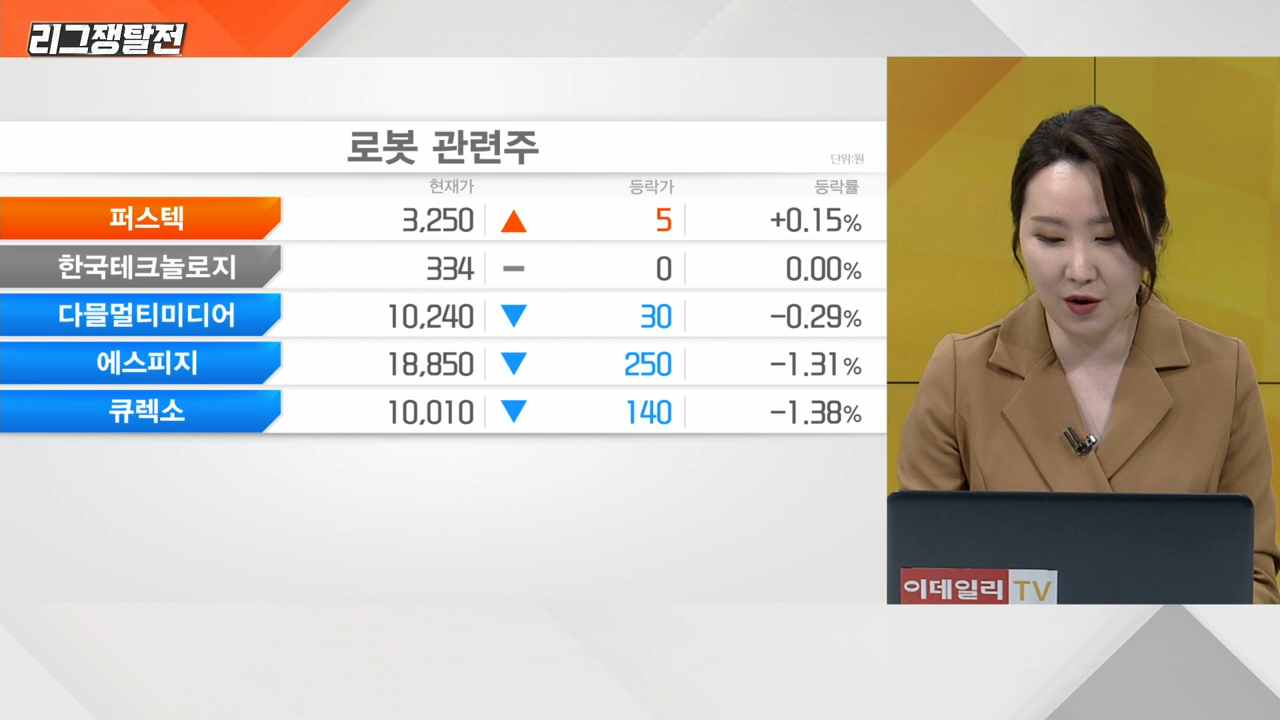 리그쟁탈전
로봇 관련주
단위:원
현재가 등락가 등락률
퍼스텍 3,250 ▲ 5 +0.15%
한국테크놀로지 334 － 0 0.00%
다믈멀티미디어 10,240 ▼ 30 -0.29%
에스피지 18,850 ▼ 250 -1.31%
큐렉소 10,010 ▼ 140 -1.38%
이데일리 TV